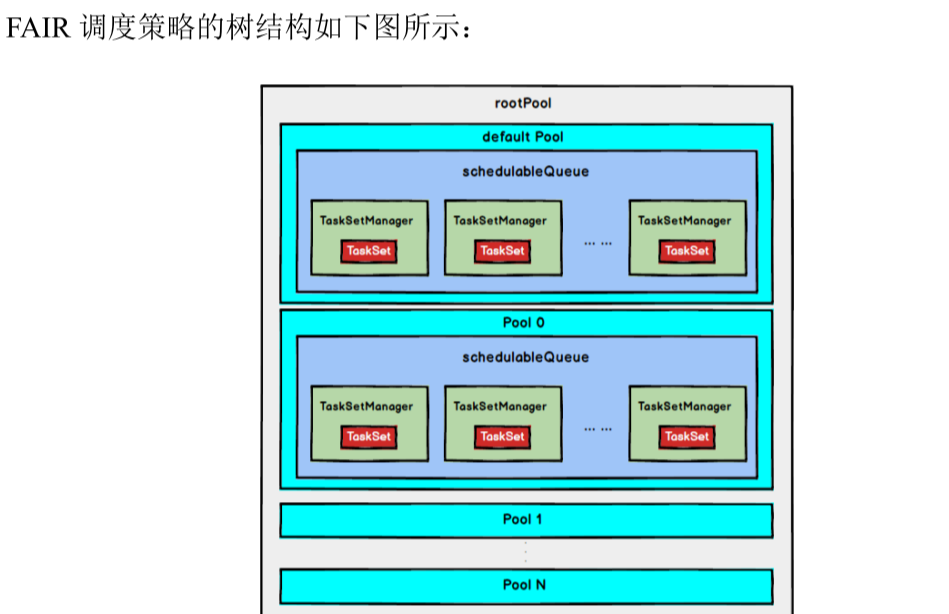 FAIR 调度策略的树结构如下图所示：
rootPool
default Pool
schedulableQueue
TaskSetManager TaskSetManager TaskSetManager
TaskSet TaskSet ... ... TaskSet
Pool 0
schedulableQueue
TaskSetManager TaskSetManager TaskSetManager
TaskSet TaskSet ... ... TaskSet
Pool 1
Pool N